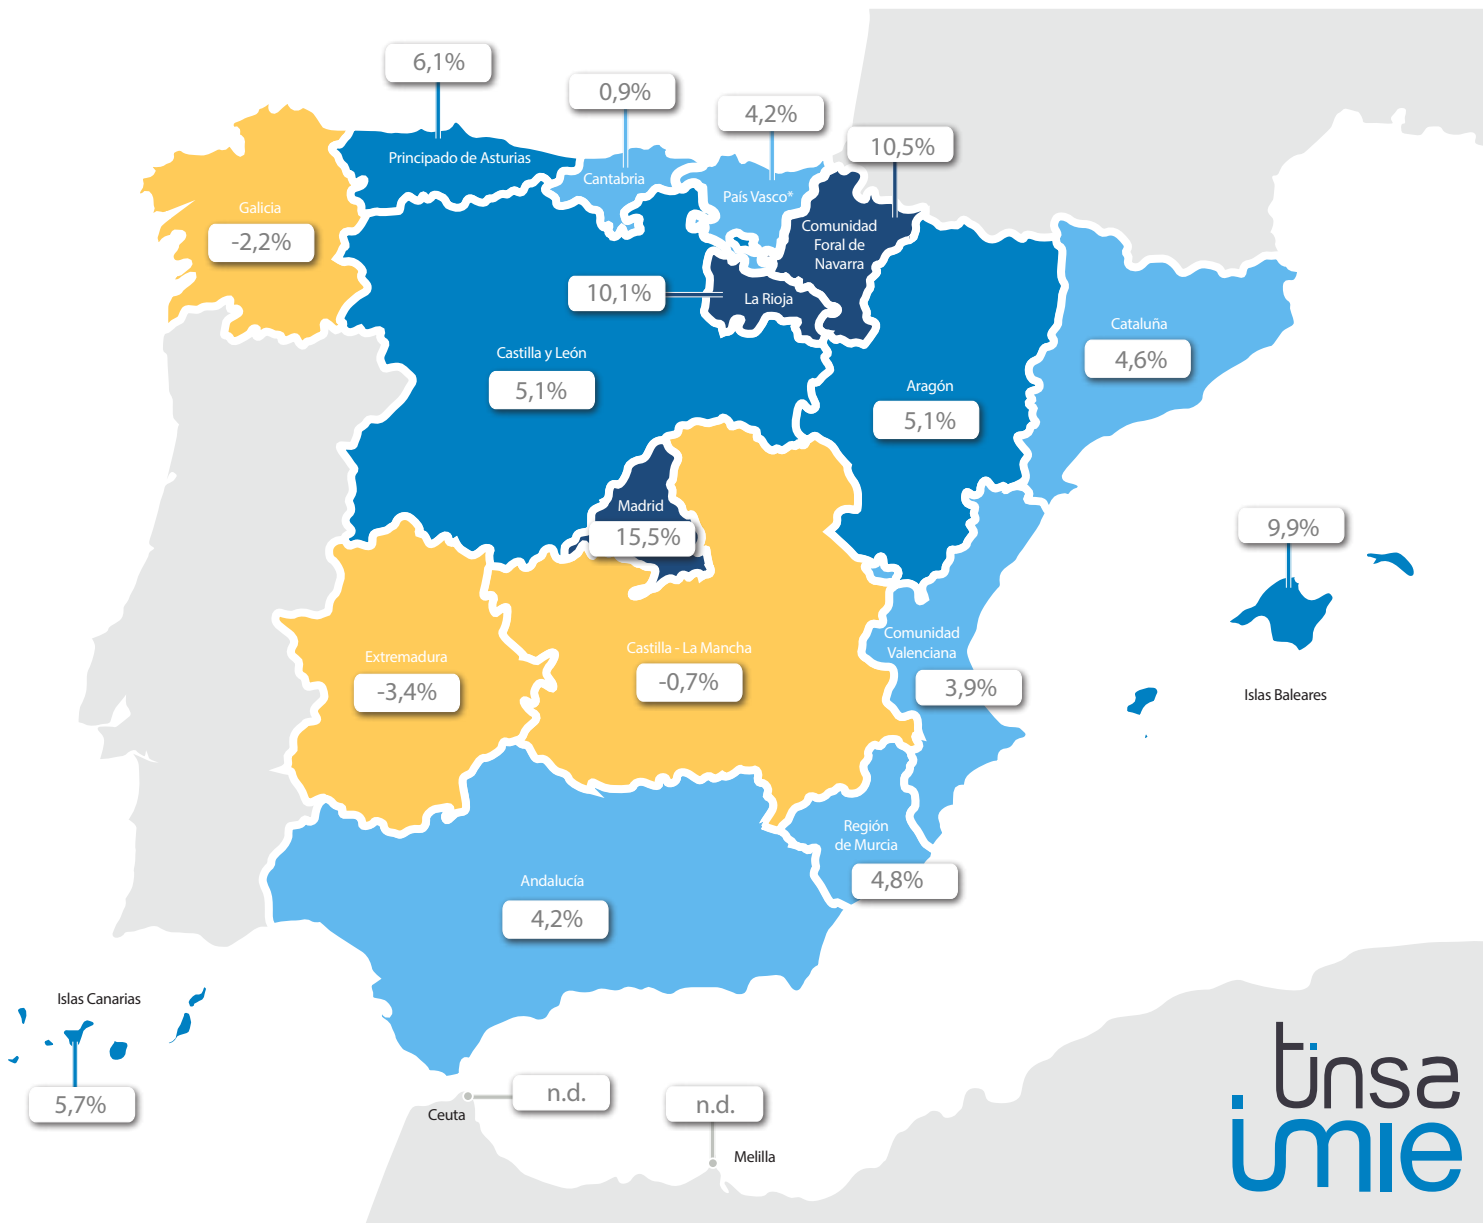 6,1%
0,9%
4,2%
10,5%
Principado de Asturias
Cantabria
País Vasco*
Galicia
-2,2%
Comunidad
Foral de
Navarra
10,1%
La Rioja
Cataluña
4,6%
Castilla y León
5,1%
Aragón
5,1%
Madrid
15,5%
9,9%
Islas Baleares
Comunidad
Valenciana
3,9%
Castilla - La Mancha
-0,7%
Extremadura
-3,4%
Región
de Murcia
4,8%
Andalucía
4,2%
Islas Canarias
5,7%
n.d.
Ceuta
n.d.
Melilla
tinsa
imie